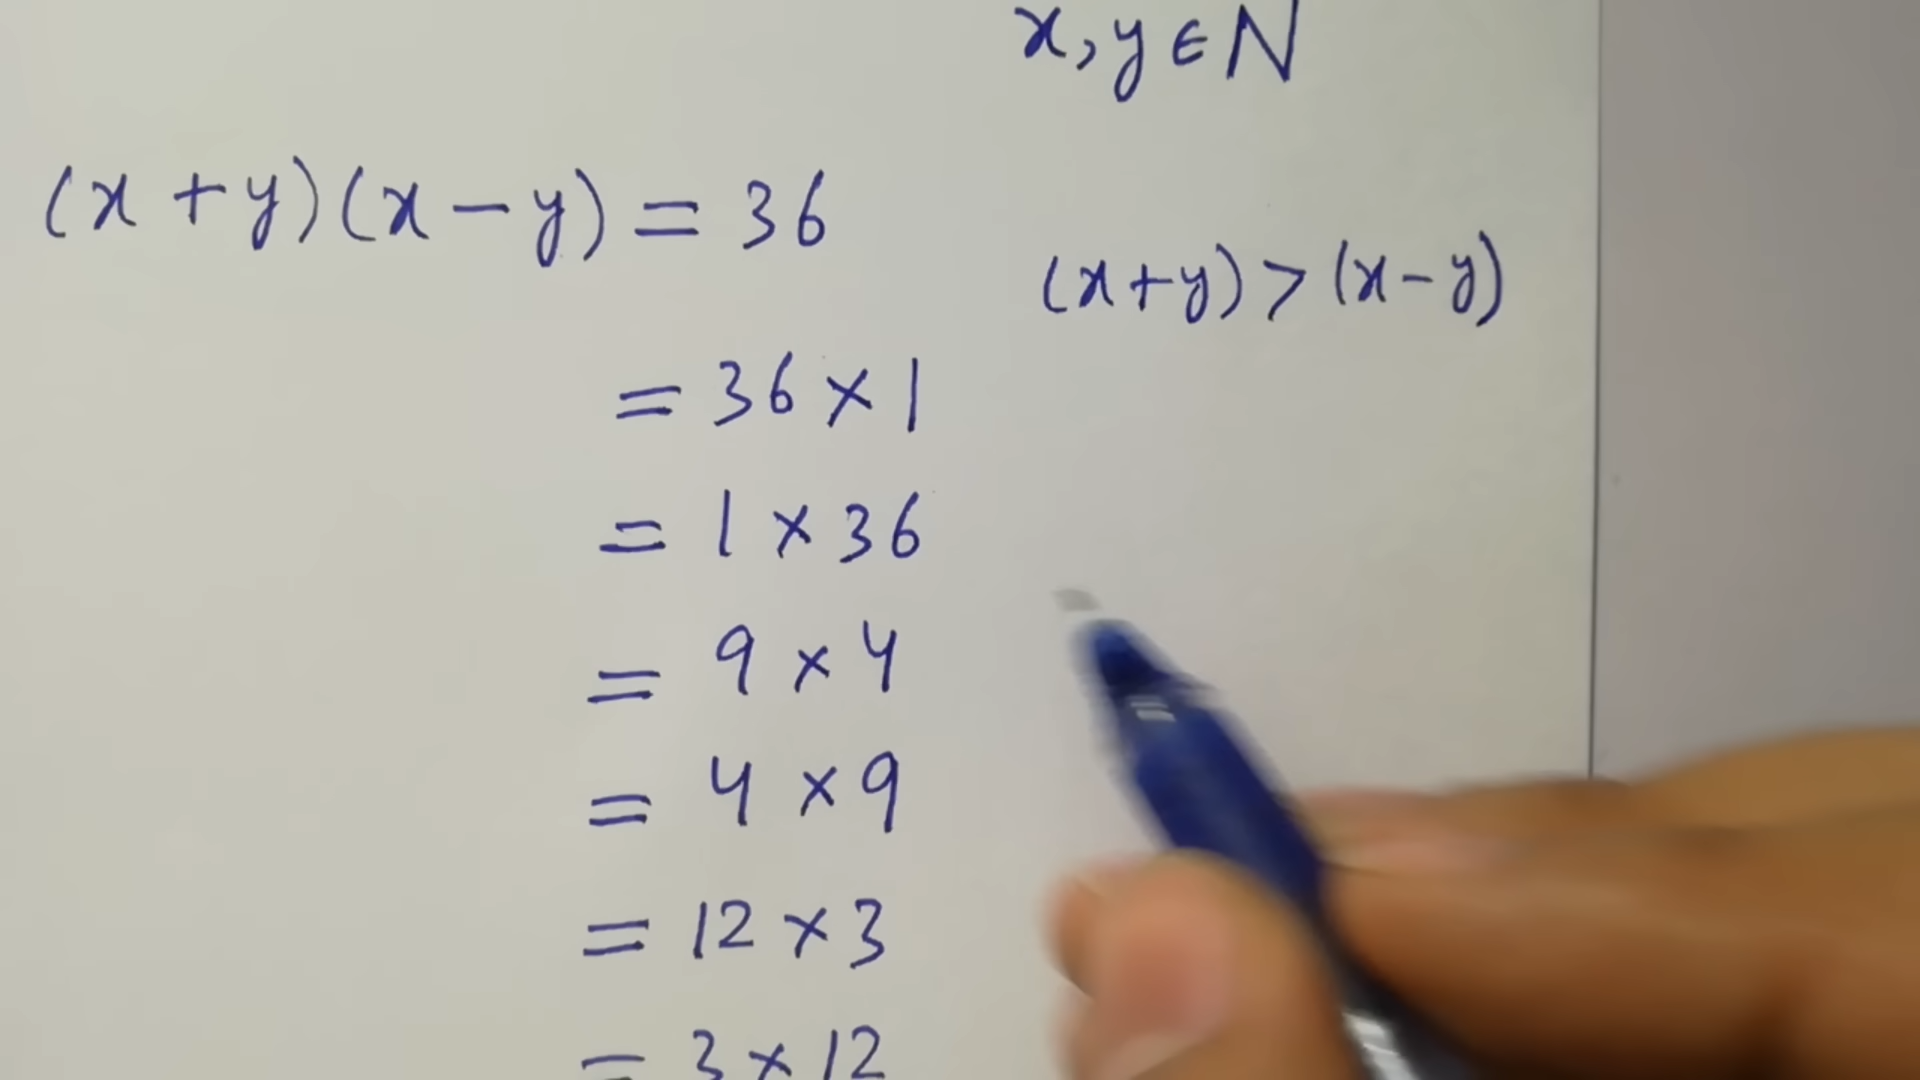 x, y ∈ N
(x + y)(x - y) = 36
(x+y) > (x-y)
= 36 × 1
= 1 × 36
= 9 × 4
= 4 × 9
= 12 × 3
= 3 × 12